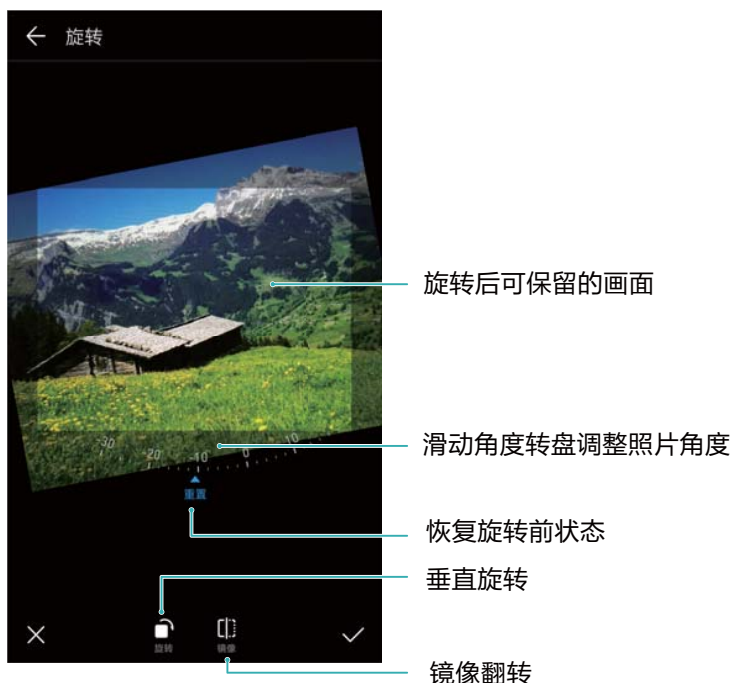 旋转
旋转后可保留的画面
-30 -20 -10 0 10
滑动角度转盘调整照片角度
重置
恢复旋转前状态
垂直旋转
旋转 镜像
镜像翻转